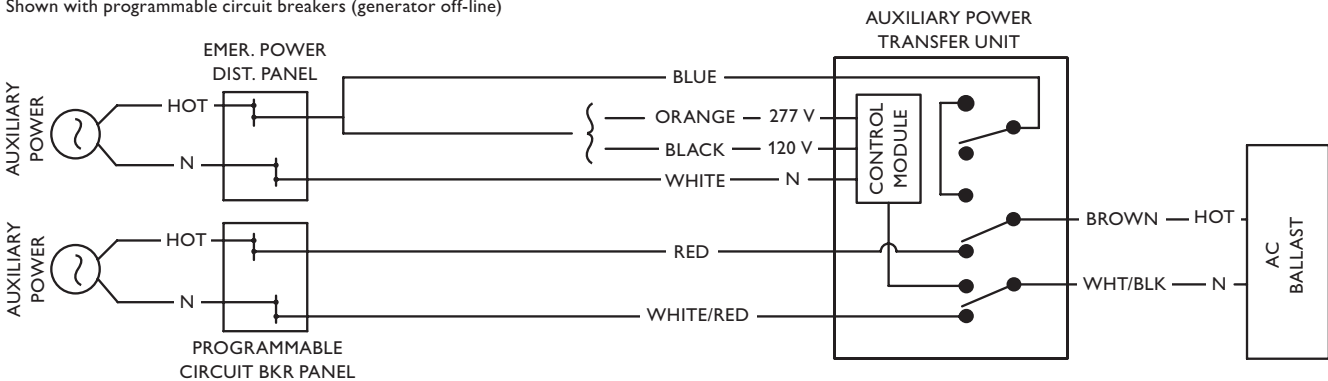 Shown with programmable circuit breakers (generator off-line)
AUXILIARY POWER
TRANSFER UNIT
EMER. POWER
DIST. PANEL
AUXILIARY
POWER
HOT
N
BLUE
ORANGE
277 V
BLACK
120 V
WHITE
N
CONTROL
MODULE
AUXILIARY
POWER
HOT
N
RED
WHITE/RED
BROWN
HOT
WHT/BLK
N
AC
BALLAST
PROGRAMMABLE
CIRCUIT BKR PANEL